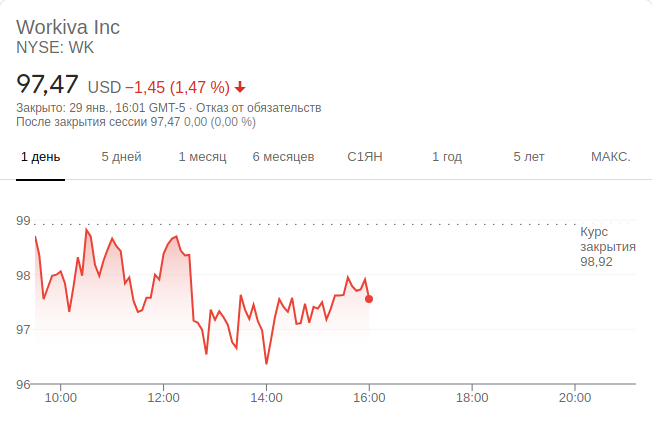 Workiva Inc
NYSE: WK
97,47 USD −1,45 (1,47 %)
Закрыто: 29 янв., 16:01 GMT-5 · Отказ от обязательств
После закрытия сессии 97,47 0,00 (0,00 %)
1 день 5 дней 1 месяц 6 месяцев С1ЯН 1 год 5 лет МАКС.
99
Курс
закрытия
98,92
98
97
96
10:00 12:00 14:00 16:00 18:00 20:00